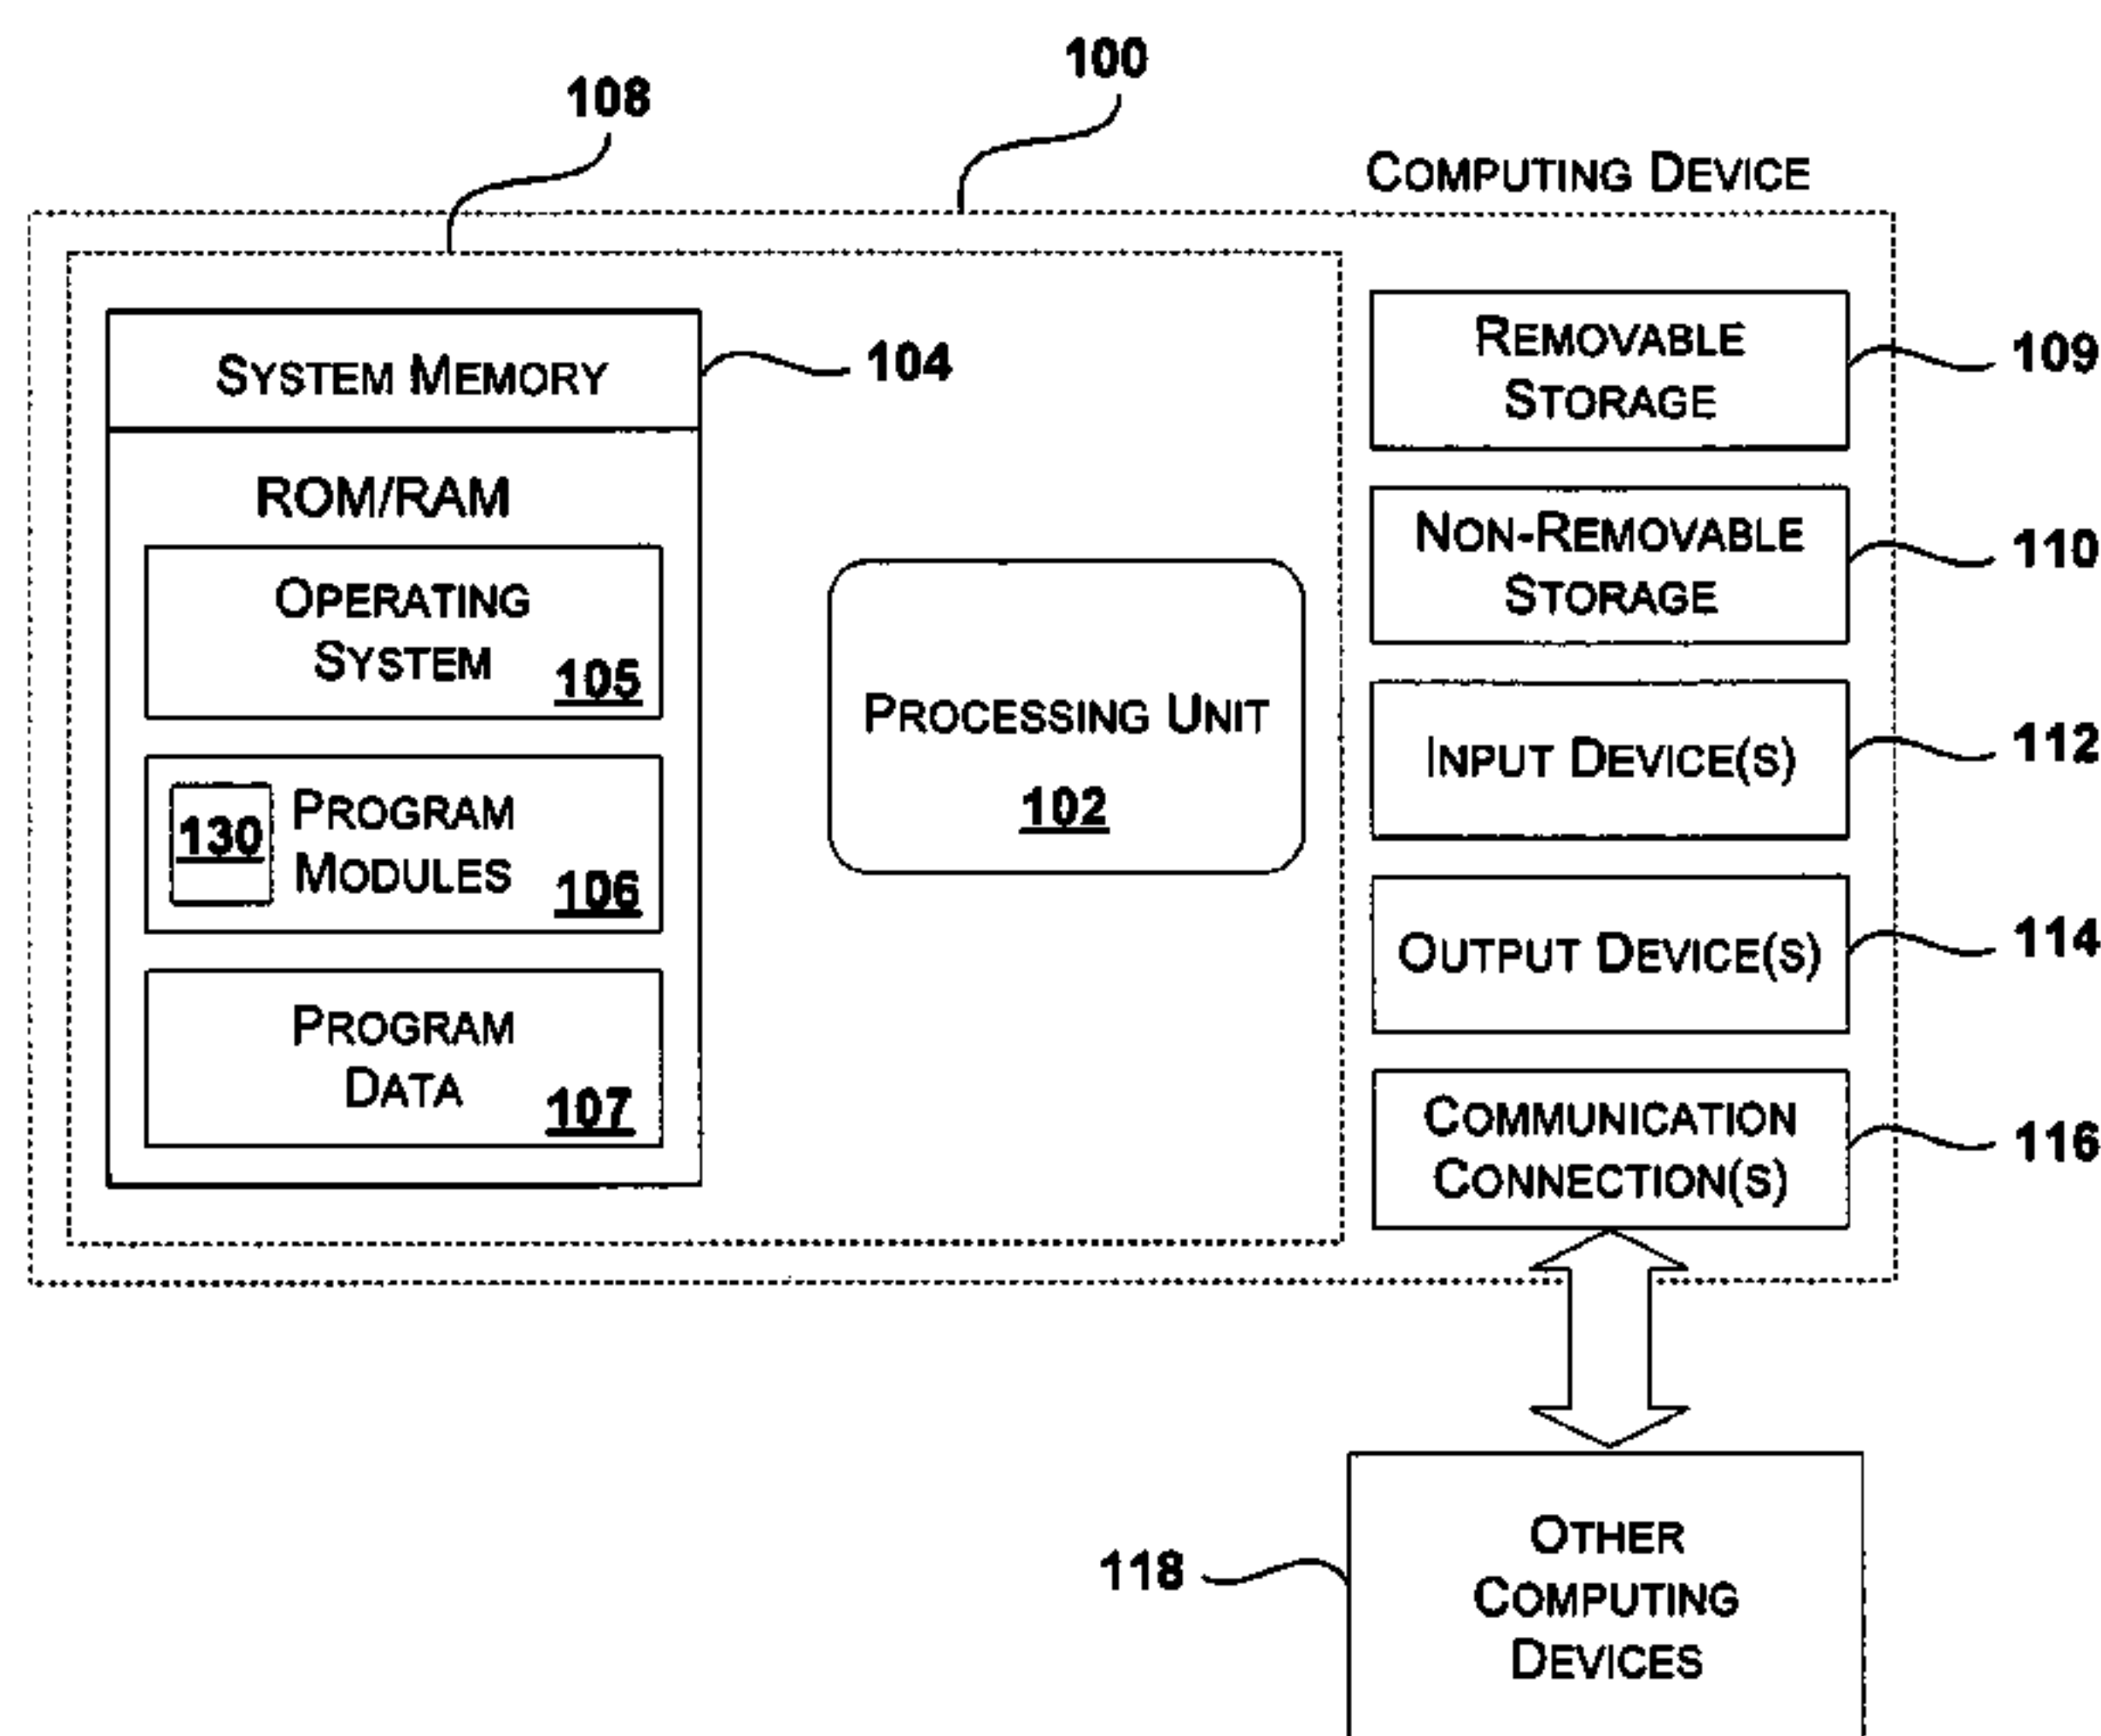 100
108
COMPUTING DEVICE
SYSTEM MEMORY
104
ROM/RAM
OPERATING
SYSTEM
105
130
PROGRAM
MODULES
106
PROGRAM
DATA
107
PROCESSING UNIT
102
REMOVABLE
STORAGE
109
NON-REMOVABLE
STORAGE
110
INPUT DEVICE(S)
112
OUTPUT DEVICE(S)
114
COMMUNICATION
CONNECTION(S)
116
118
OTHER
COMPUTING
DEVICES